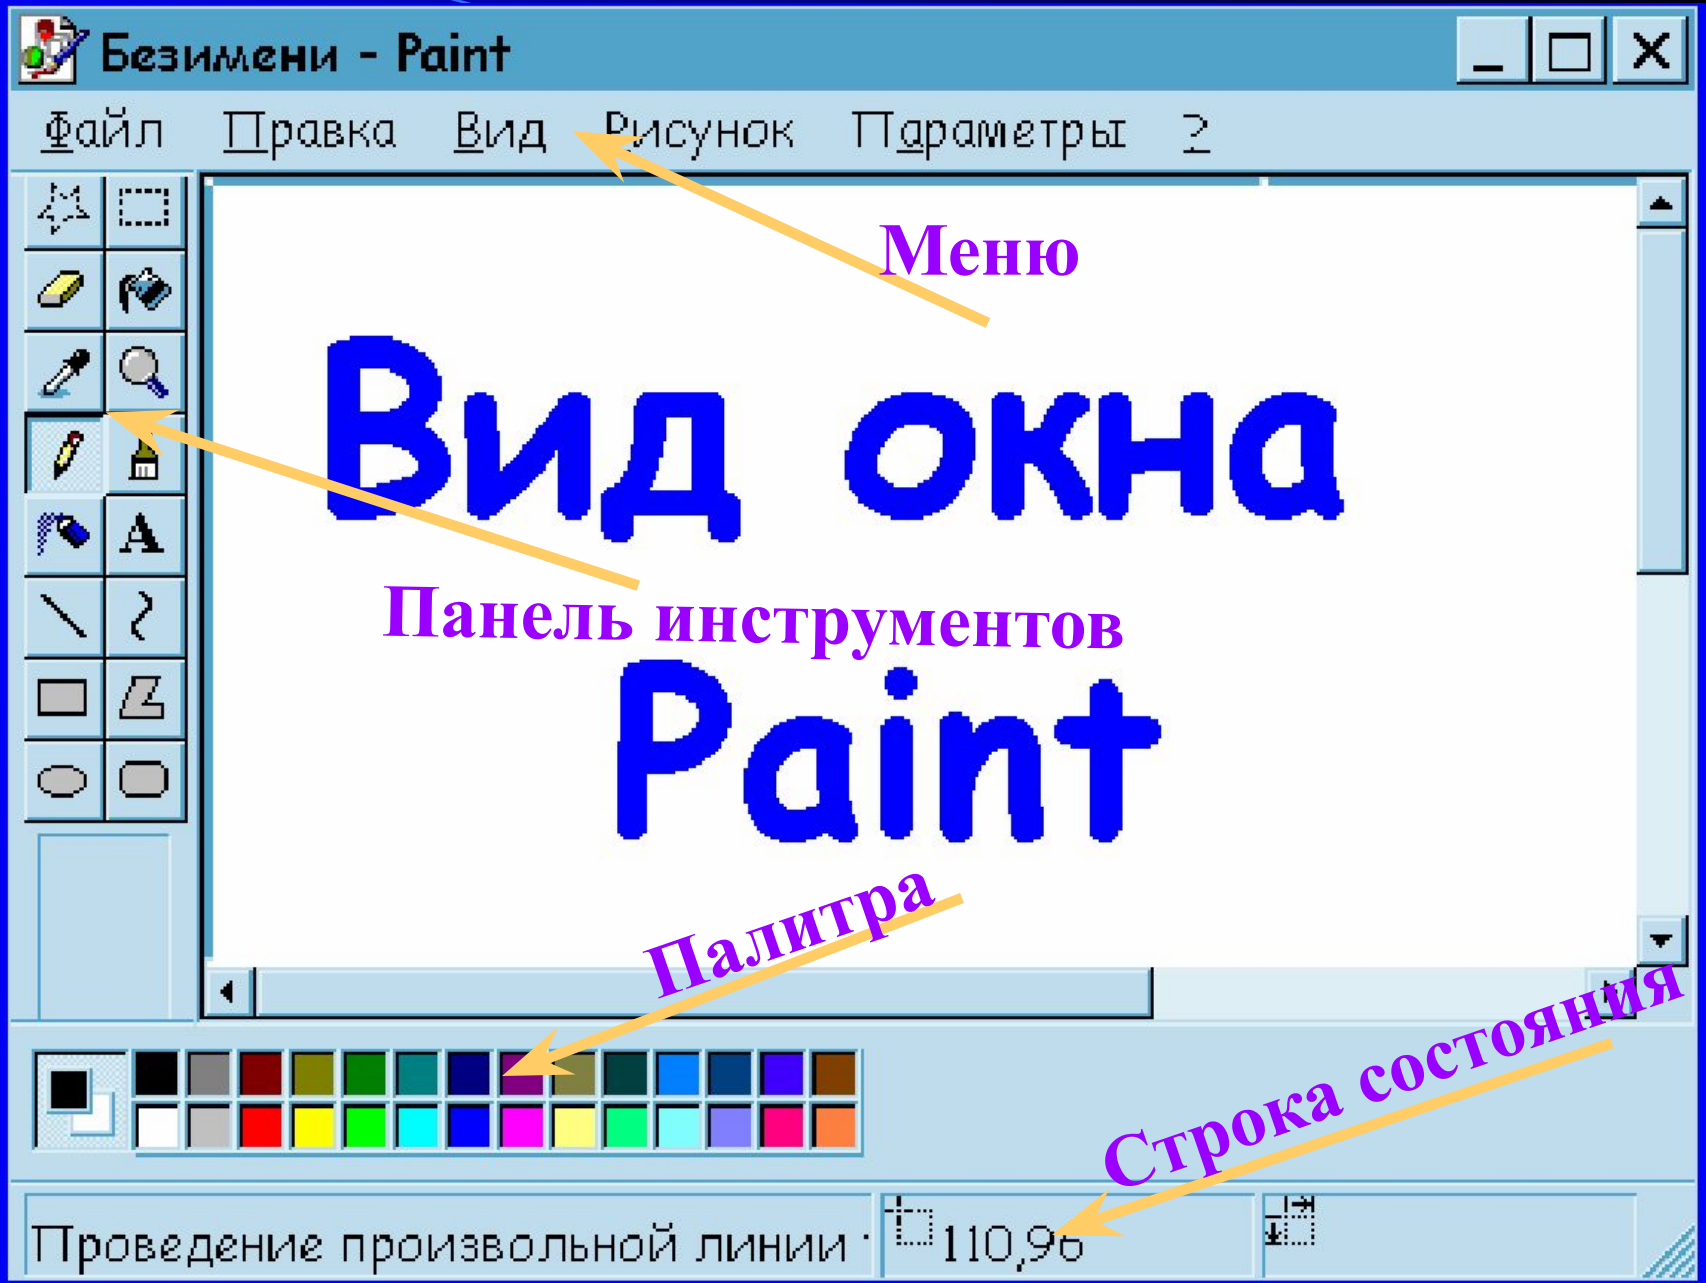 Безимени - Paint
Файл Правка Вид Рисунок Параметры ?
Меню
Вид окна
Панель инструментов
Paint
Палитра
Строка состояния
A
Проведение произвольной линии
110,96